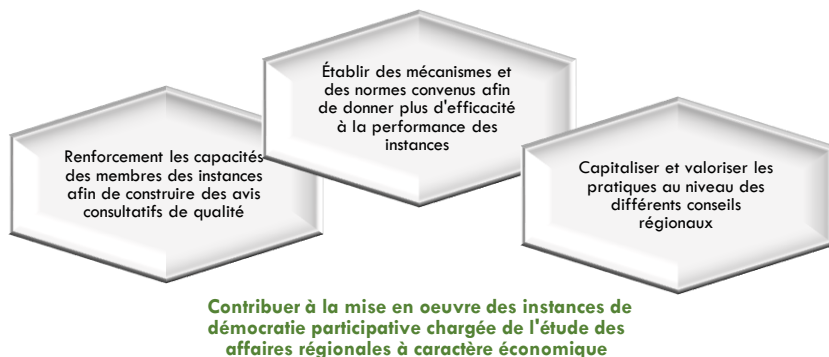 Renforcement les capacités
des membres des instances
afin de construire des avis
consultatifs de qualité
Établir des mécanismes et
des normes convenus afin
de donner plus d'efficacité
à la performance des
instances
Capitaliser et valoriser les
pratiques au niveau des
différents conseils
régionaux
Contribuer à la mise en oeuvre des instances de
démocratie participative chargée de l'étude des
affaires régionales à caractère économique